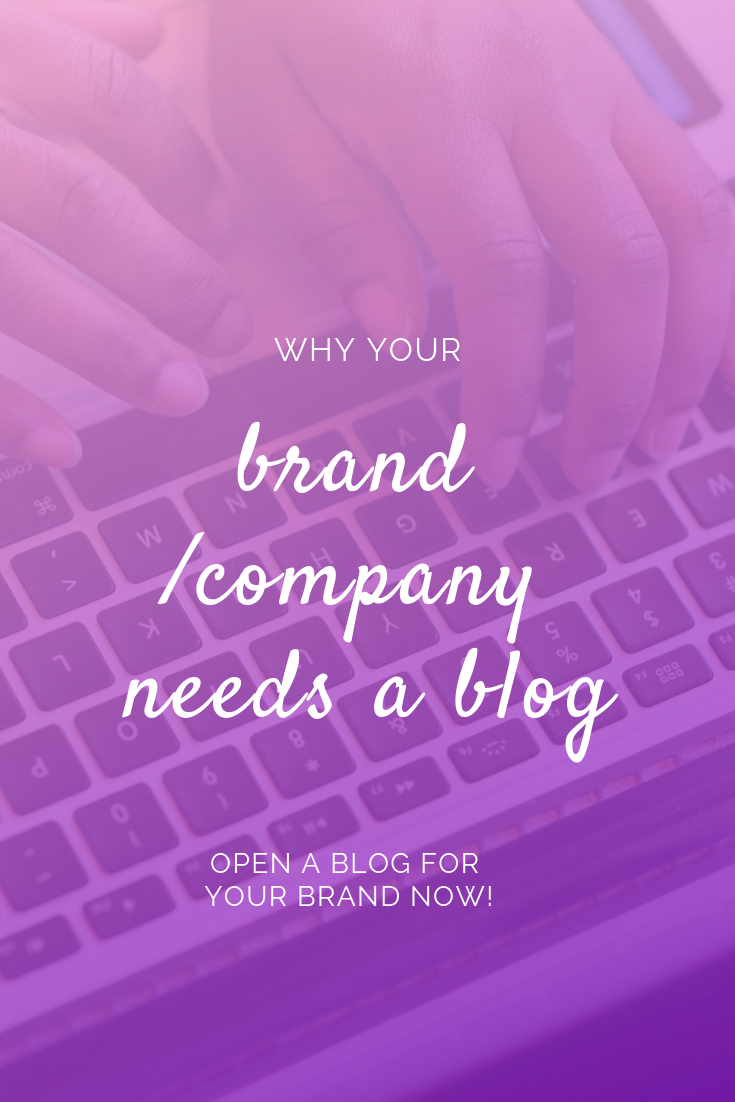 WHY YOUR
brand
/company
needs a blog
OPEN A BLOG FOR
YOUR BRAND NOW!